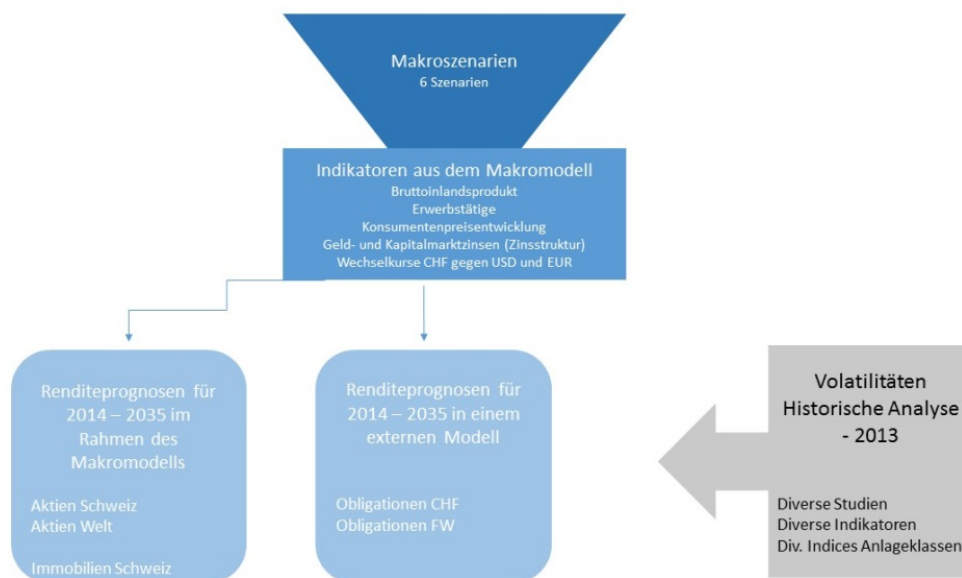 Makroszenarien
6 Szenarien
Indikatoren aus dem Makromodell
Bruttoinlandsprodukt
Erwerbstätige
Konsumentenpreisentwicklung
Geld- und Kapitalmarktzinsen (Zinsstruktur)
Wechselkurse CHF gegen USD und EUR
Renditeprognosen für
2014 – 2035 im
Rahmen des
Makromodells
Aktien Schweiz
Aktien Welt
Immobilien Schweiz
Renditeprognosen für
2014 – 2035 in einem
externen Modell
Obligationen CHF
Obligationen FW
Volatilitäten
Historische Analyse
- 2013
Diverse Studien
Diverse Indikatoren
Div. Indices Anlageklassen